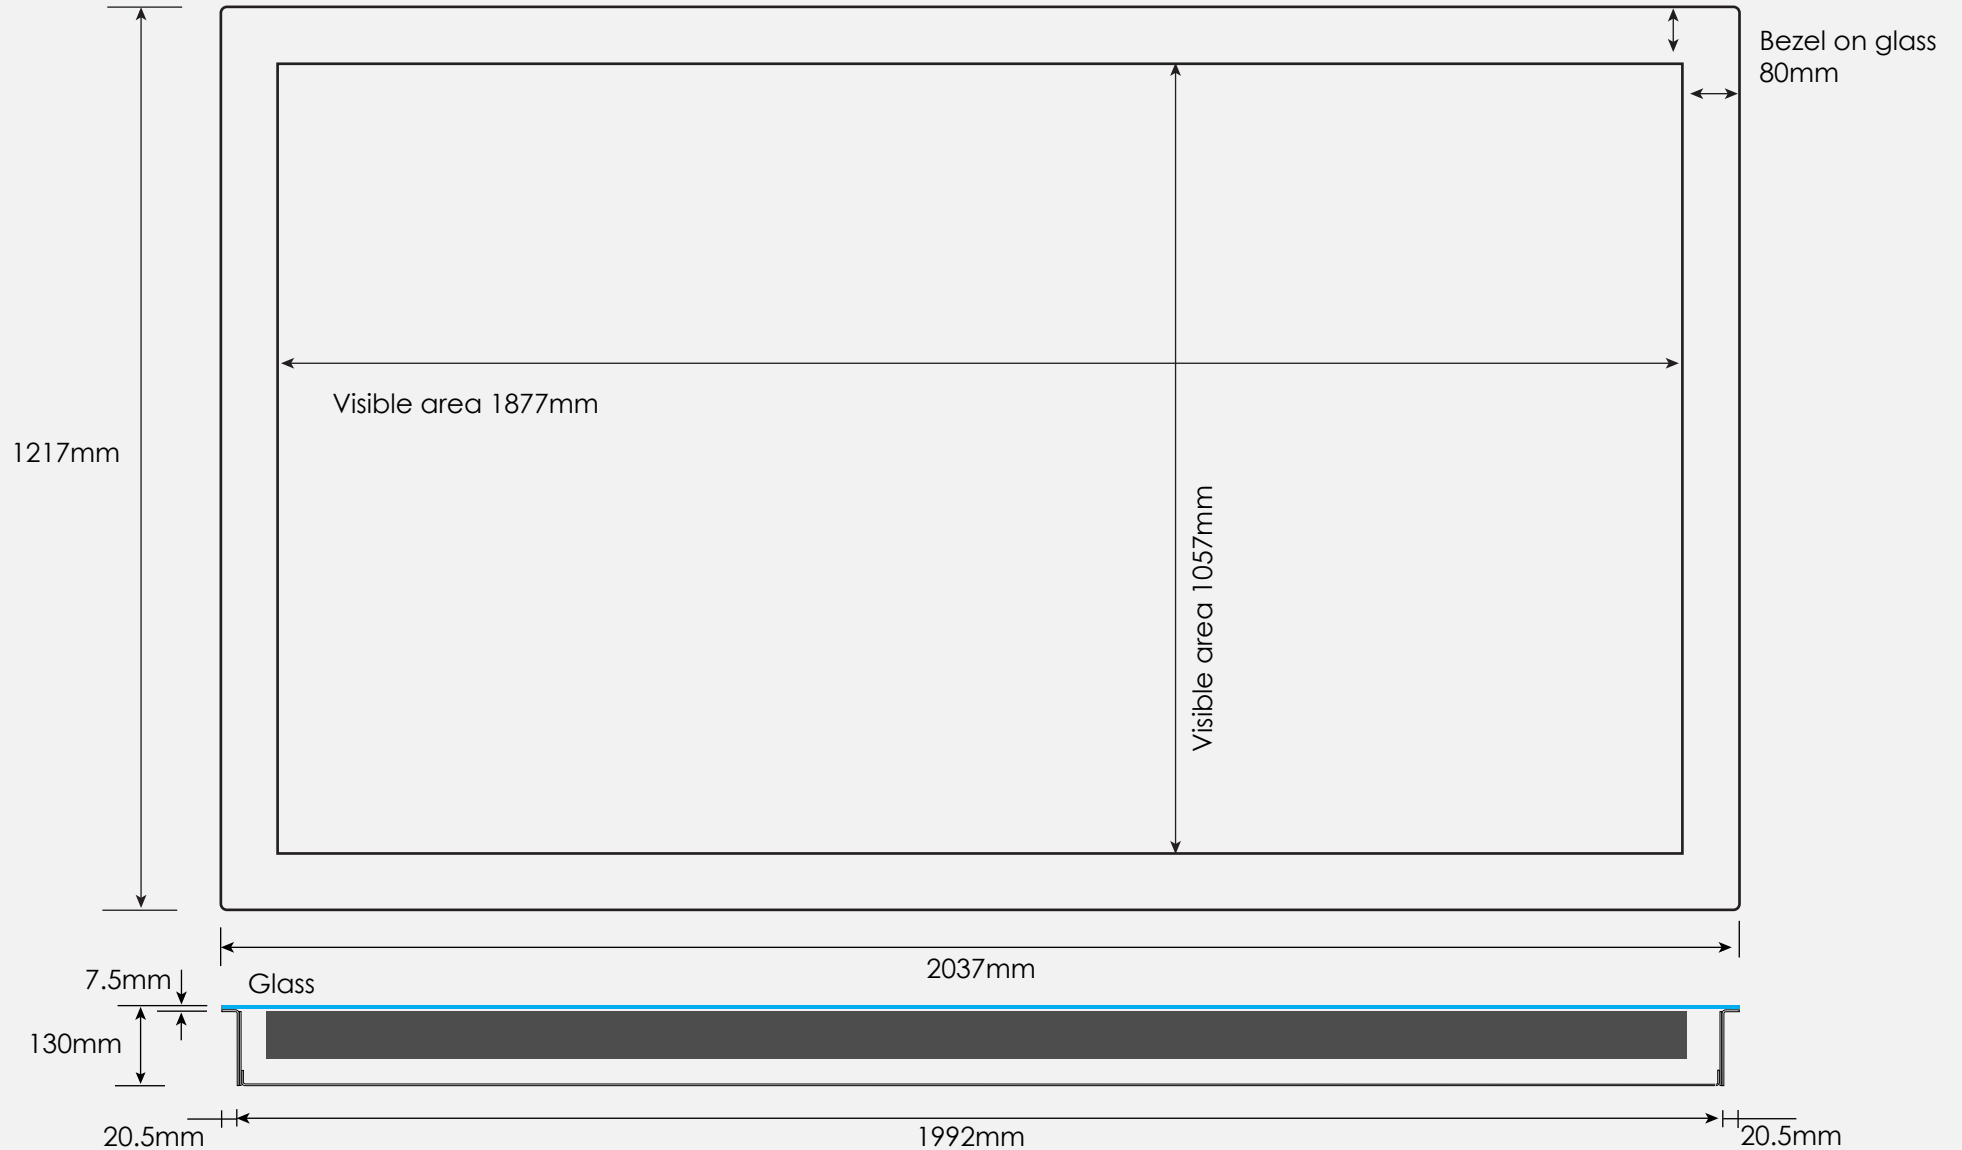 Bezel on glass
80mm
Visible area 1877mm
1217mm
Visible area 1057mm
2037mm
7.5mm
Glass
130mm
20.5mm
1992mm
20.5mm